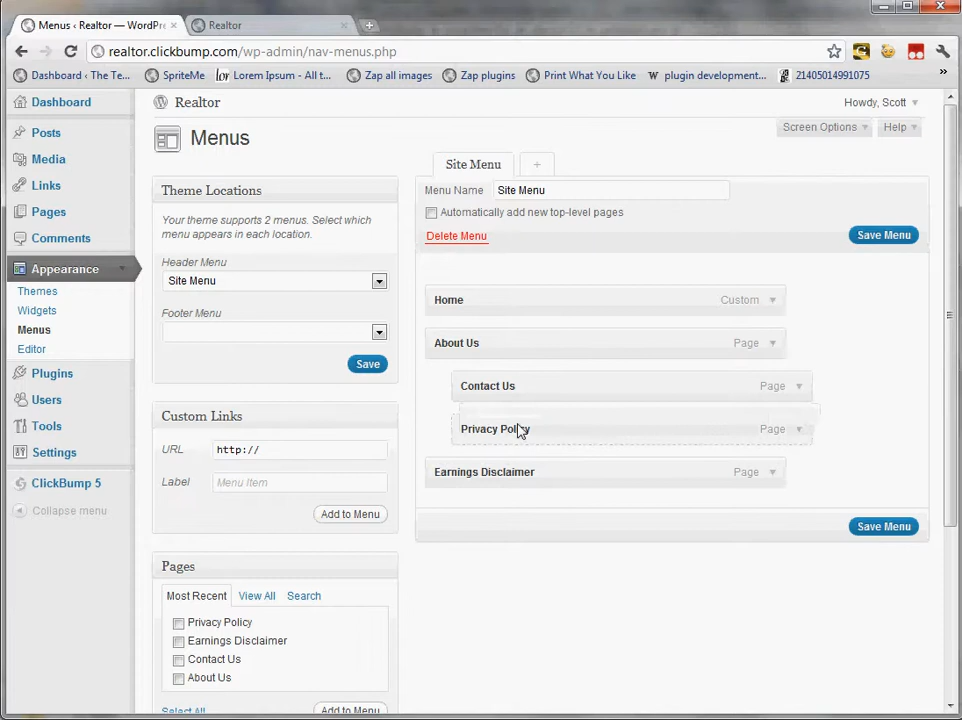 Menus ‹ Realtor — WordPre
Realtor
realtor.clickbump.com/wp-admin/nav-menus.php
Dashboard ‹ The Te...
SpriteMe
Lorem Ipsum - All t...
Zap all images
Zap plugins
Print What You Like
plugin development...
21405014991075
»
Dashboard
Posts
Media
Links
Pages
Comments
Appearance
Themes
Widgets
Menus
Editor
Plugins
Users
Tools
Settings
ClickBump 5
Collapse menu
Realtor
Howdy, Scott
Menus
Screen Options
Help
Theme Locations
Your theme supports 2 menus. Select which
menu appears in each location.
Header Menu
Site Menu
Footer Menu
Save
Custom Links
URL
http://
Label
Menu Item
Add to Menu
Pages
Most Recent
View All
Search
Privacy Policy
Earnings Disclaimer
Contact Us
About Us
Select All
Add to Menu
Site Menu
+
Menu Name
Site Menu
Automatically add new top-level pages
Delete Menu
Save Menu
Home
Custom
About Us
Page
Contact Us
Page
Privacy Policy
Page
Earnings Disclaimer
Page
Save Menu